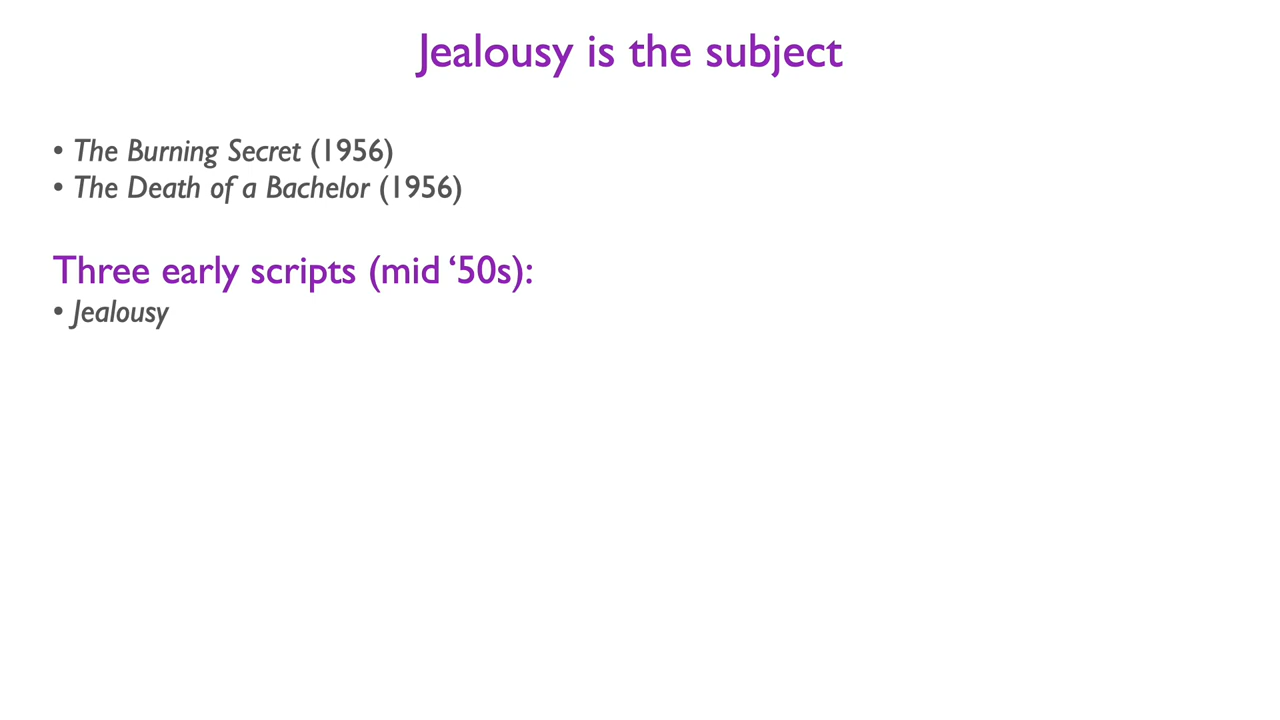 Jealousy is the subject
• The Burning Secret (1956)
• The Death of a Bachelor (1956)
Three early scripts (mid ‘50s):
• Jealousy